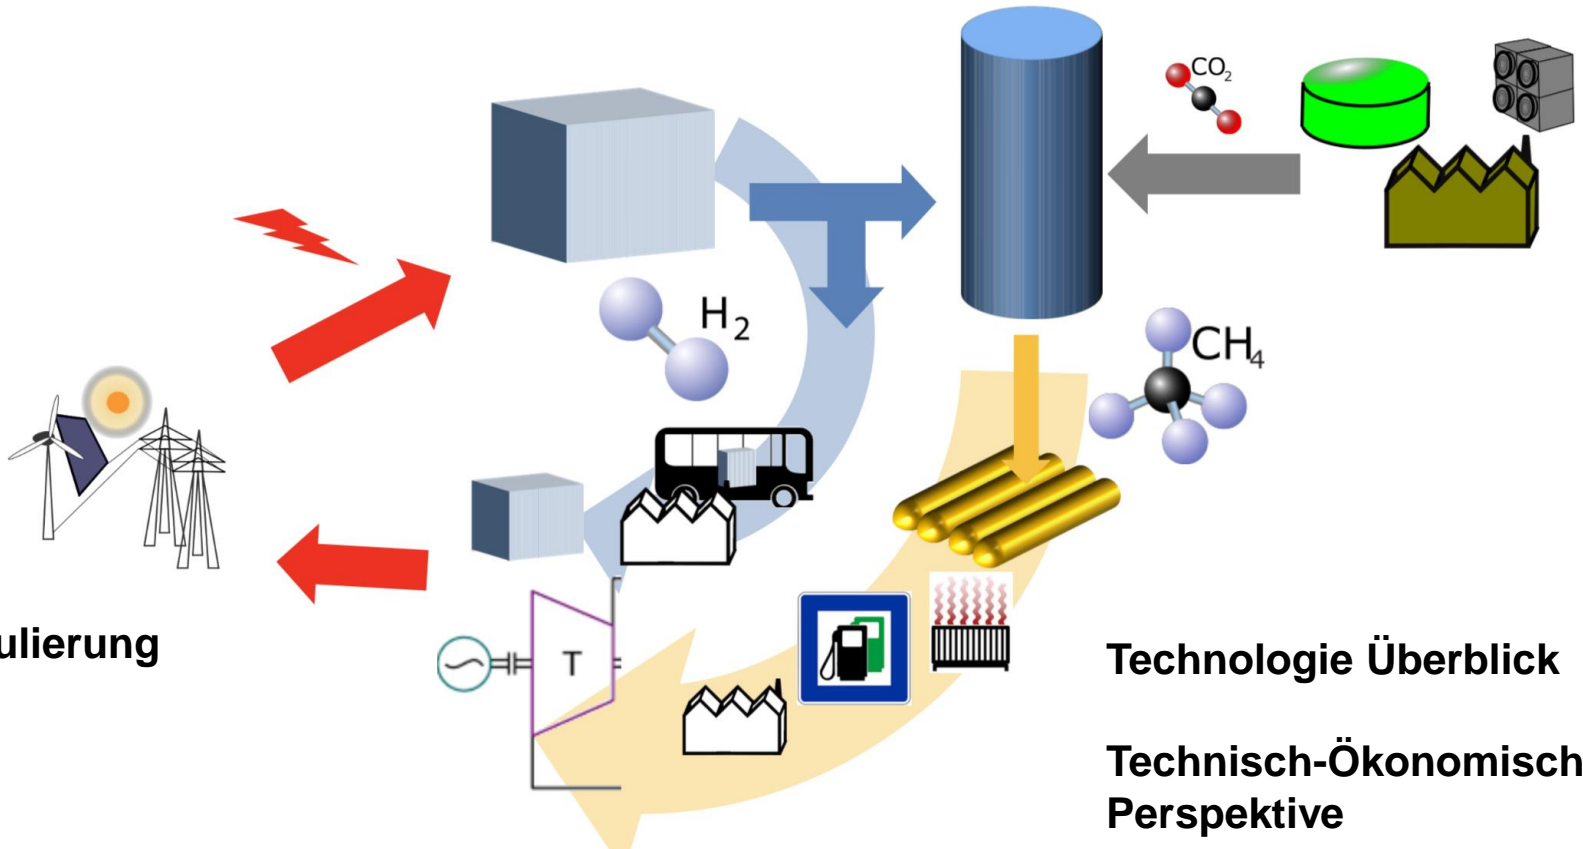 CO₂
H₂
CH₄
T
ulierung
Technologie Überblick
Technisch-Ökonomisch
Perspektive